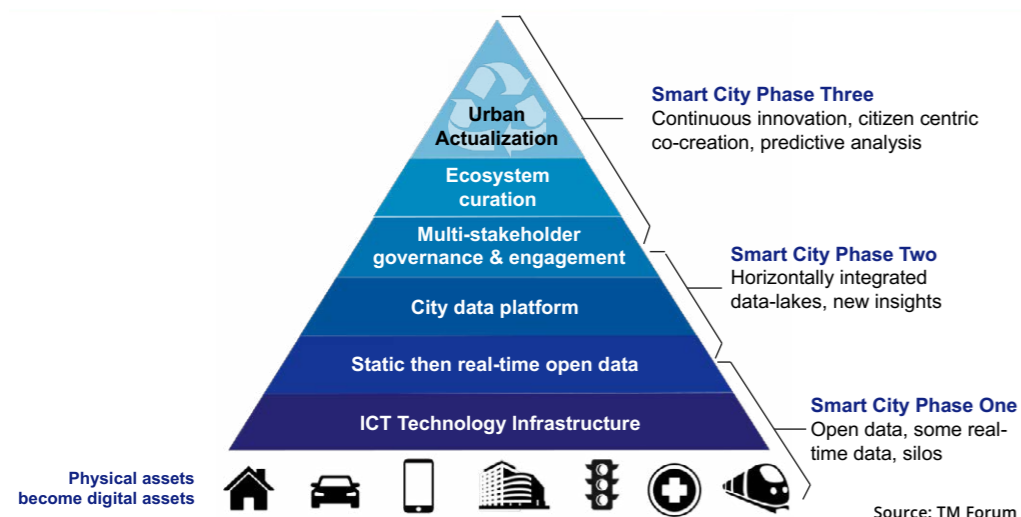 Urban
Actualization
Ecosystem
curation
Multi-stakeholder
governance & engagement
City data platform
Static then real-time open data
ICT Technology Infrastructure
Smart City Phase Three
Continuous innovation, citizen centric
co-creation, predictive analysis
Smart City Phase Two
Horizontally integrated
data-lakes, new insights
Smart City Phase One
Open data, some real-
time data, silos
Physical assets
become digital assets
Source: TM Forum